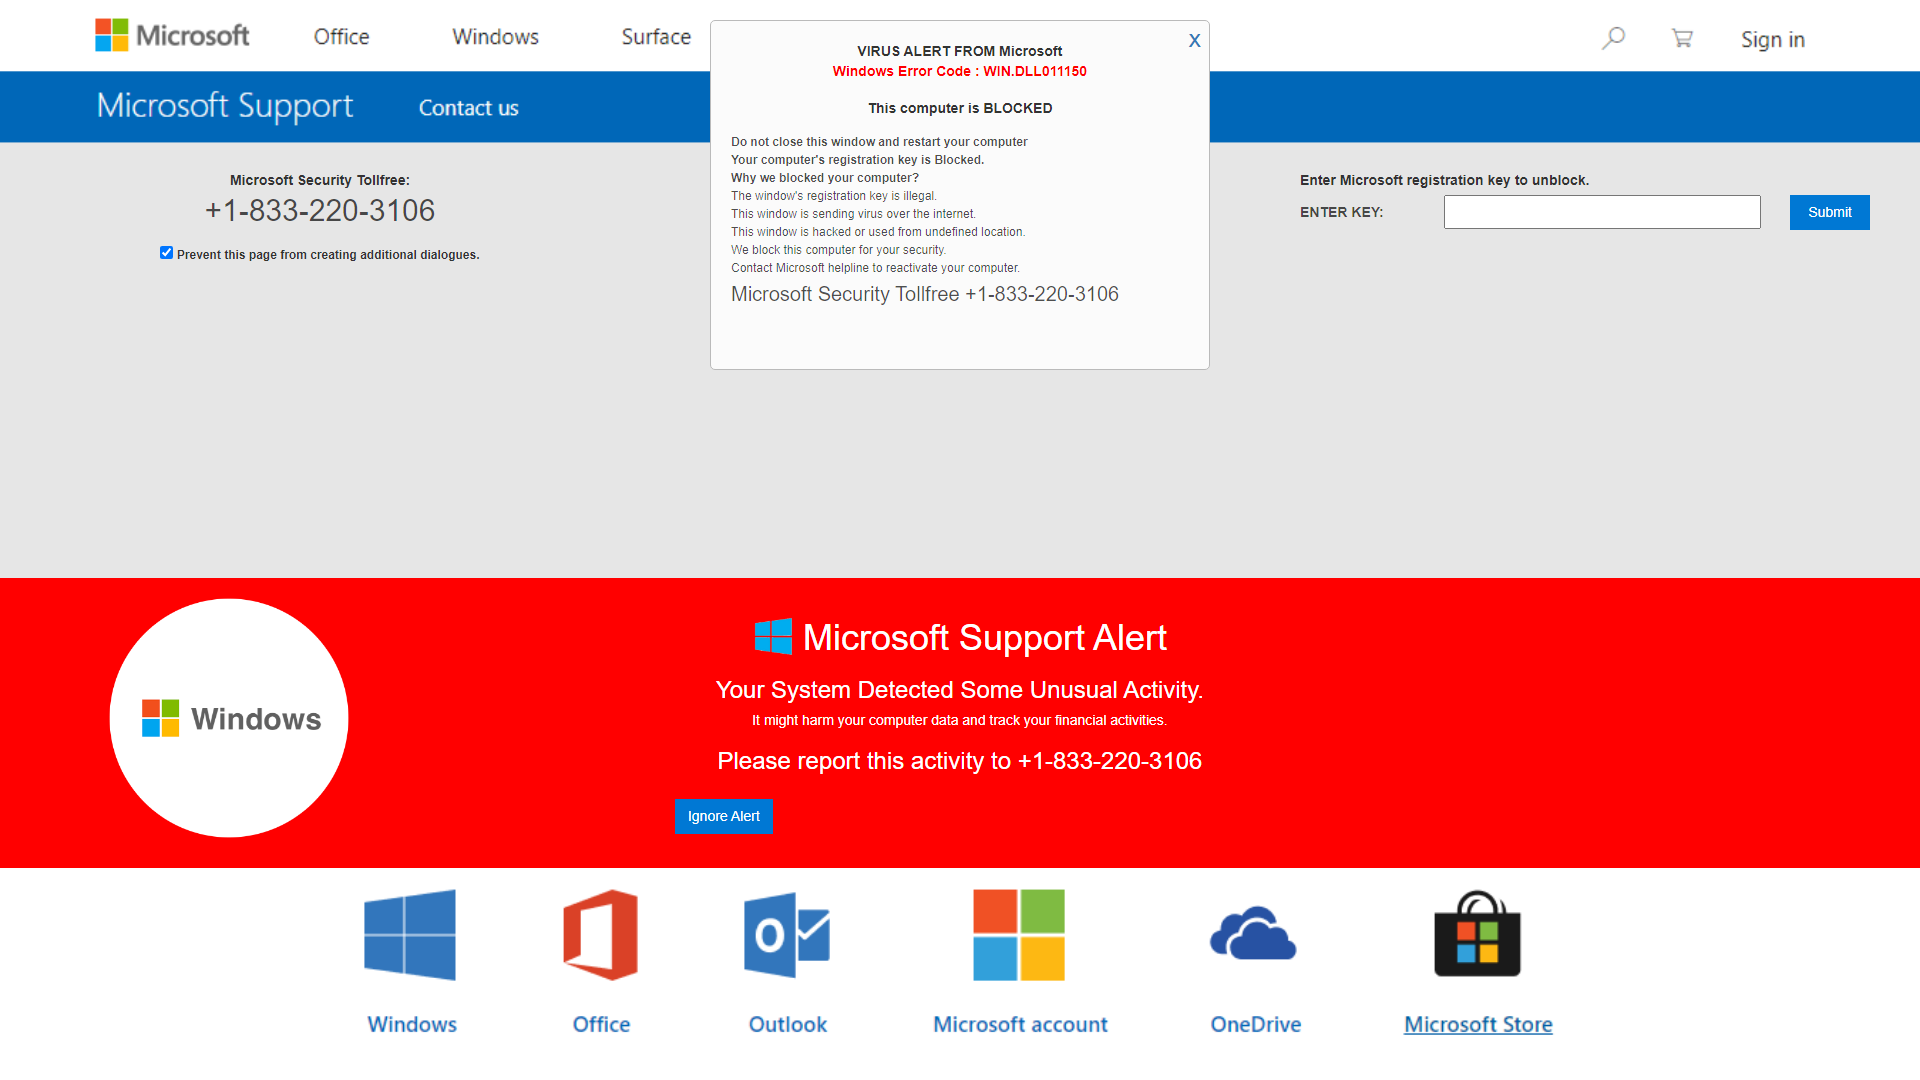 Microsoft Office Windows Surface Sign in
Microsoft Support Contact us
VIRUS ALERT FROM Microsoft X
Windows Error Code : WIN.DLL011150
This computer is BLOCKED
Do not close this window and restart your computer
Your computer's registration key is Blocked.
Why we blocked your computer?
The window's registration key is illegal.
This window is sending virus over the internet.
This window is hacked or used from undefined location.
We block this computer for your security.
Contact Microsoft helpline to reactivate your computer.
Microsoft Security Tollfree +1-833-220-3106
Microsoft Security Tollfree:
+1-833-220-3106
Prevent this page from creating additional dialogues.
Enter Microsoft registration key to unblock.
ENTER KEY: Submit
Windows
Microsoft Support Alert
Your System Detected Some Unusual Activity.
It might harm your computer data and track your financial activities.
Please report this activity to +1-833-220-3106
Ignore Alert
Windows Office Outlook Microsoft account OneDrive Microsoft Store